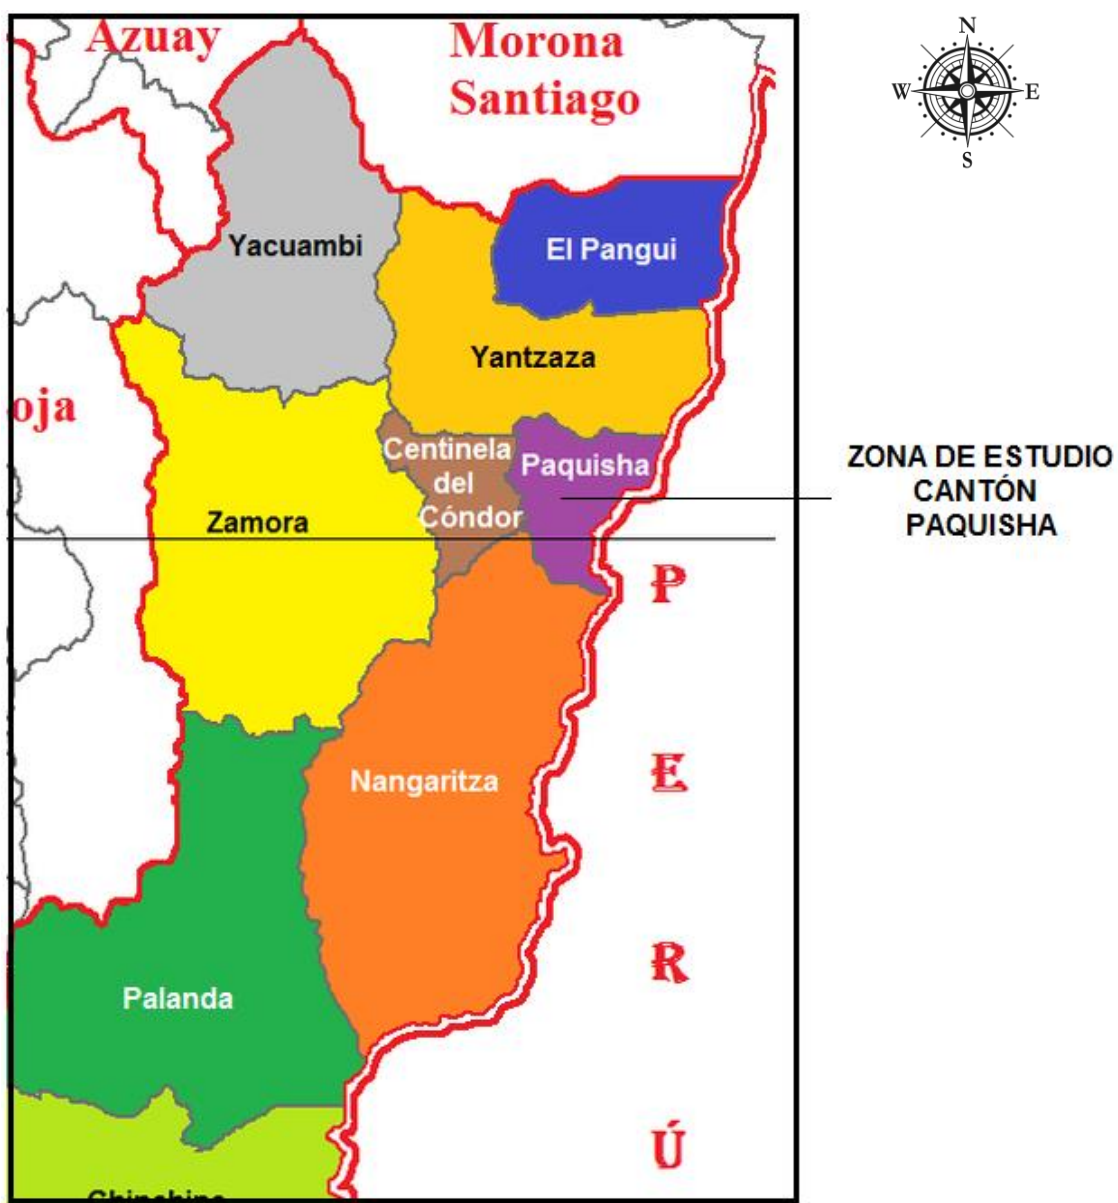 Azuay
Morona
Santiago
N
W
E
S
Yacuambi
El Pangui
Yantzaza
oja
Centinela
del
Cóndor
Paquisha
ZONA DE ESTUDIO
CANTÓN
PAQUISHA
Zamora
P
E
R
Ú
Nangaritza
Palanda
Chinchipe